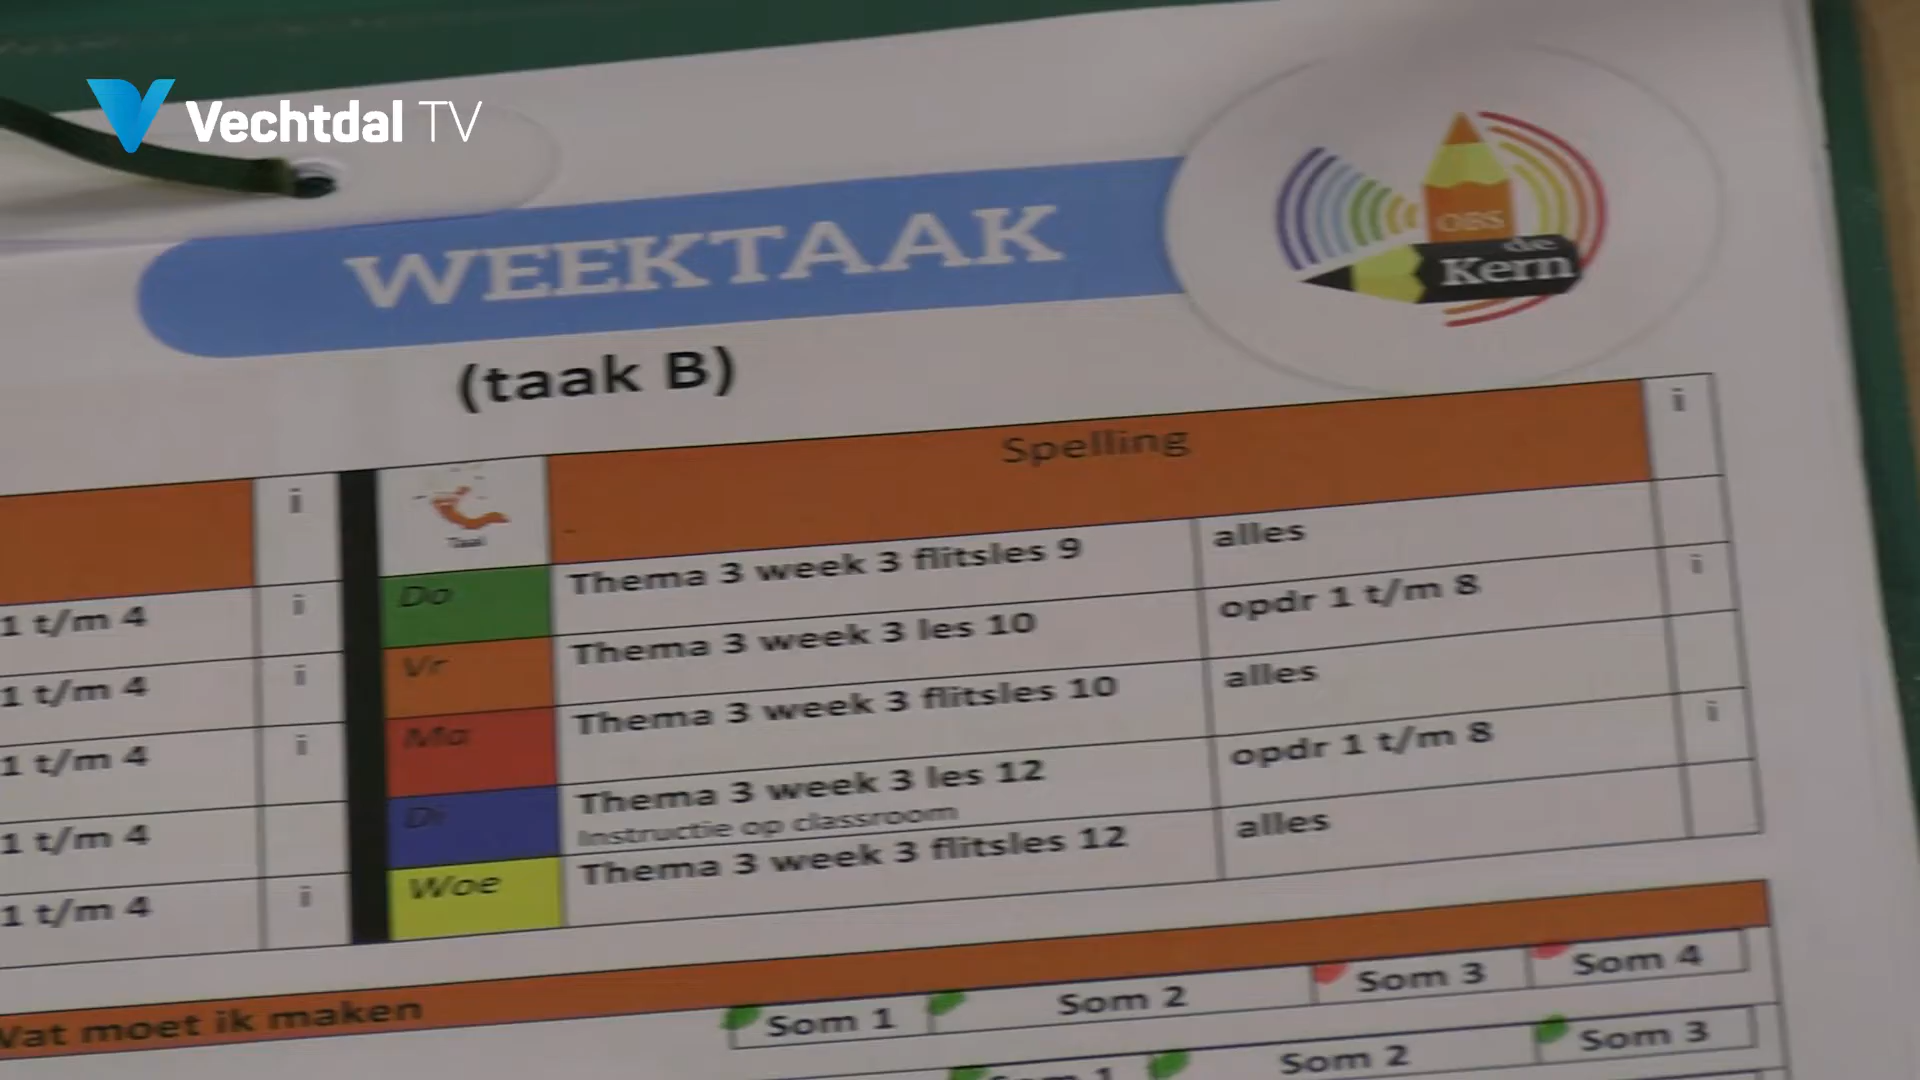 Vechtdal TV
WEEKTAAK
OBS
de
Kern
(taak B)
Spelling i
i
Taal
Do Thema 3 week 3 flitsles 9 alles
1 t/m 4 i
Vr Thema 3 week 3 les 10 opdr 1 t/m 8 i
1 t/m 4 i
Ma Thema 3 week 3 flitsles 10 alles
1 t/m 4 i
Di Thema 3 week 3 les 12 opdr 1 t/m 8 i
Instructie op classroom
1 t/m 4
Woe Thema 3 week 3 flitsles 12 alles
1 t/m 4 i
Wat moet ik maken
Som 1 Som 2 Som 3 Som 4
Som 1 Som 2 Som 3